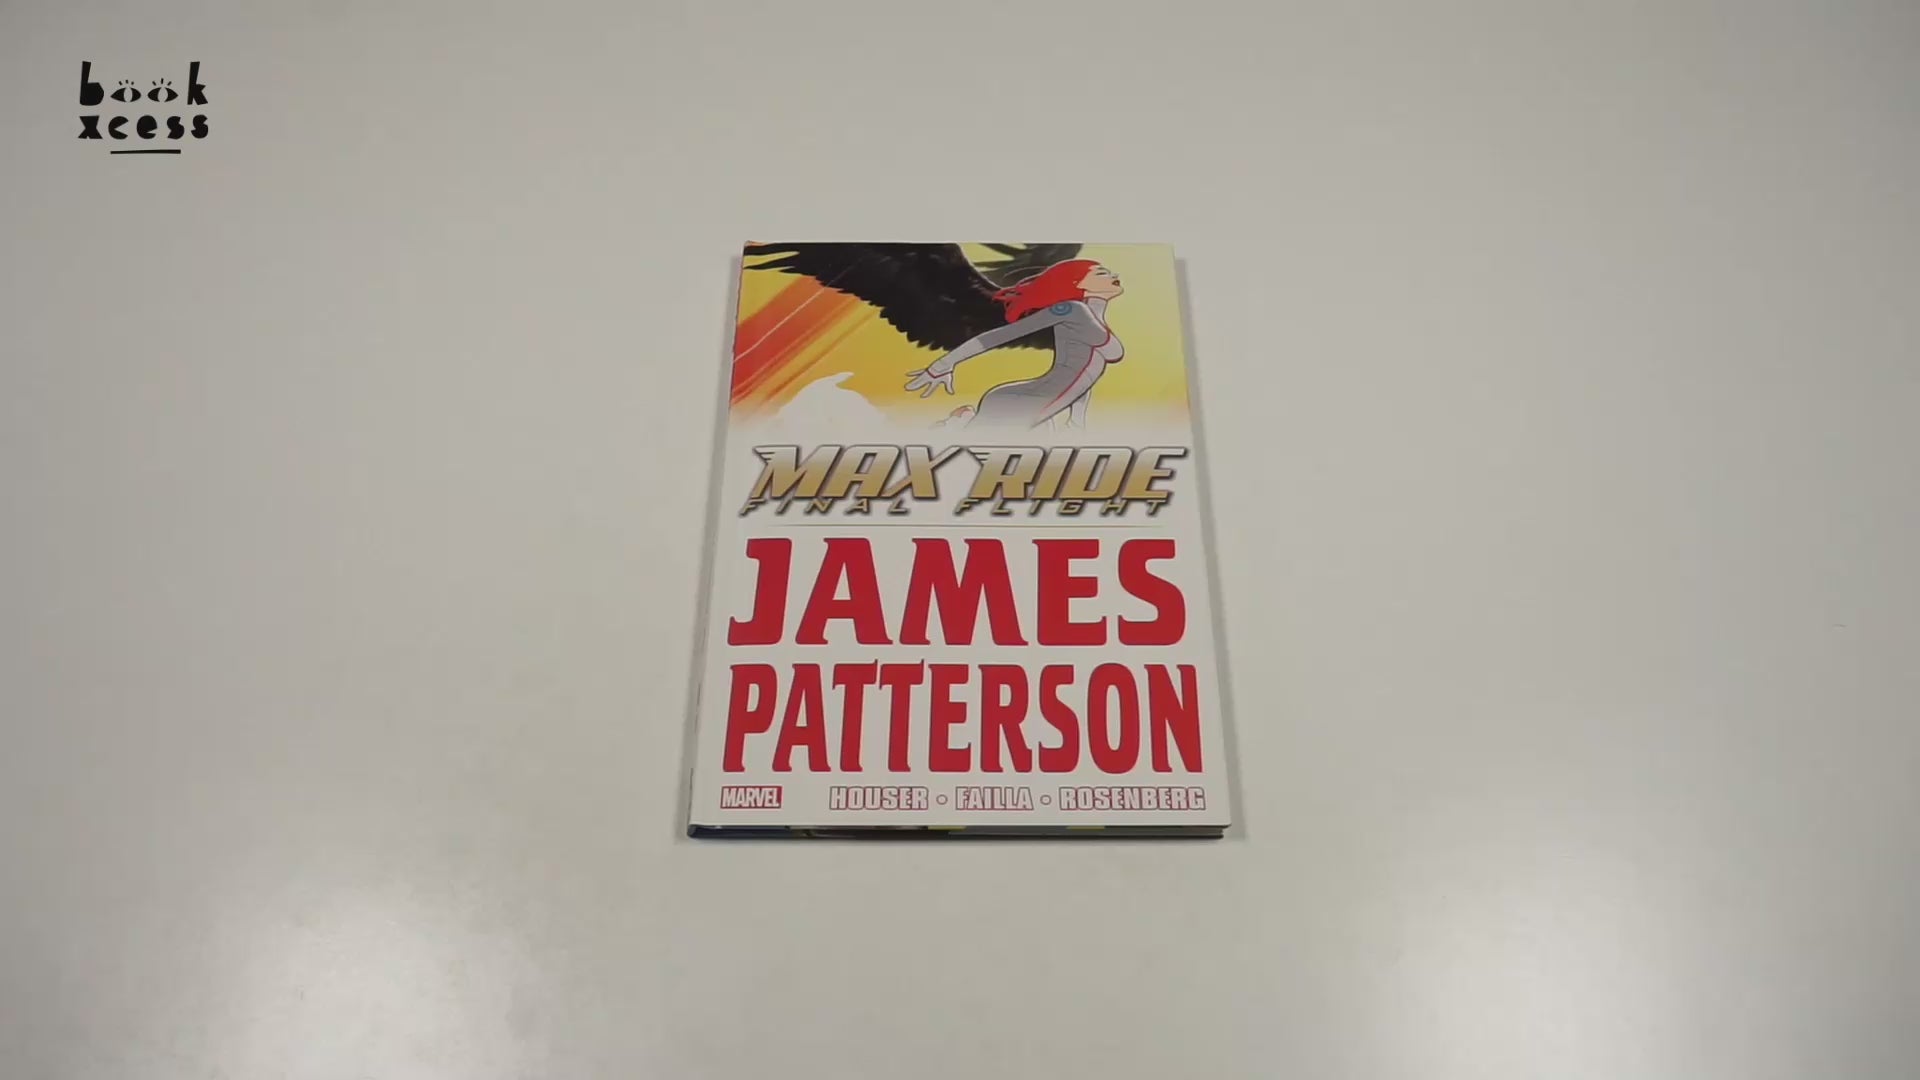 book
xcess
MAX RIDE
FINAL FLIGHT
JAMES
PATTERSON
MARVEL HOUSER • FAILLA • ROSENBERG